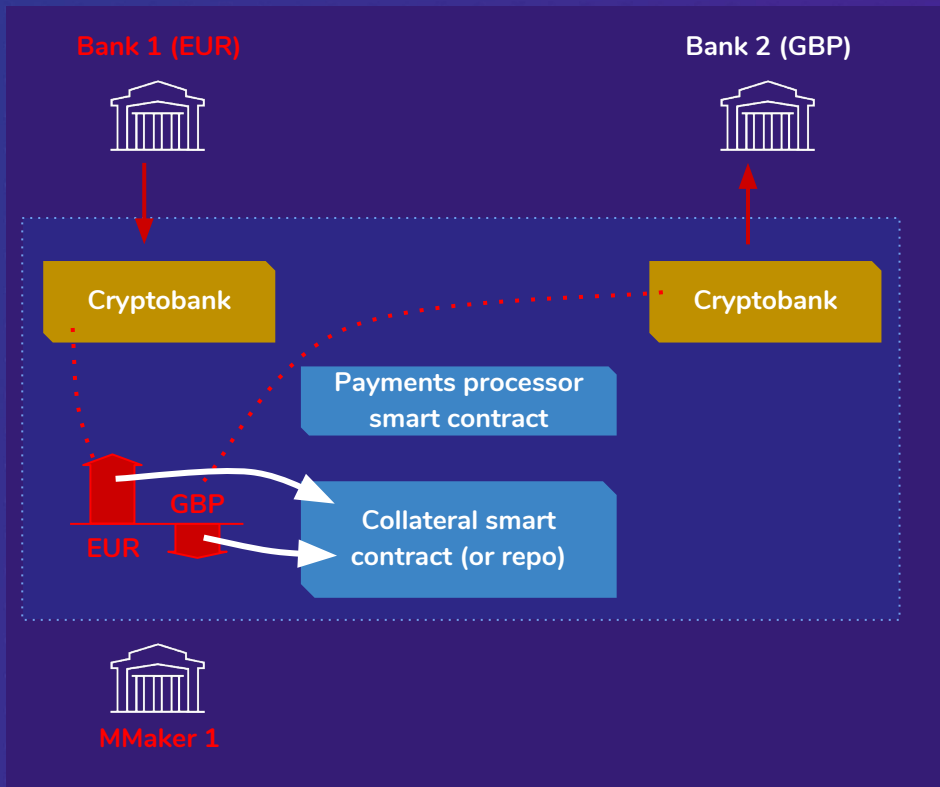 Bank 1 (EUR)
Bank 2 (GBP)
Cryptobank
Cryptobank
Payments processor
smart contract
GBP
EUR
Collateral smart
contract (or repo)
MMaker 1